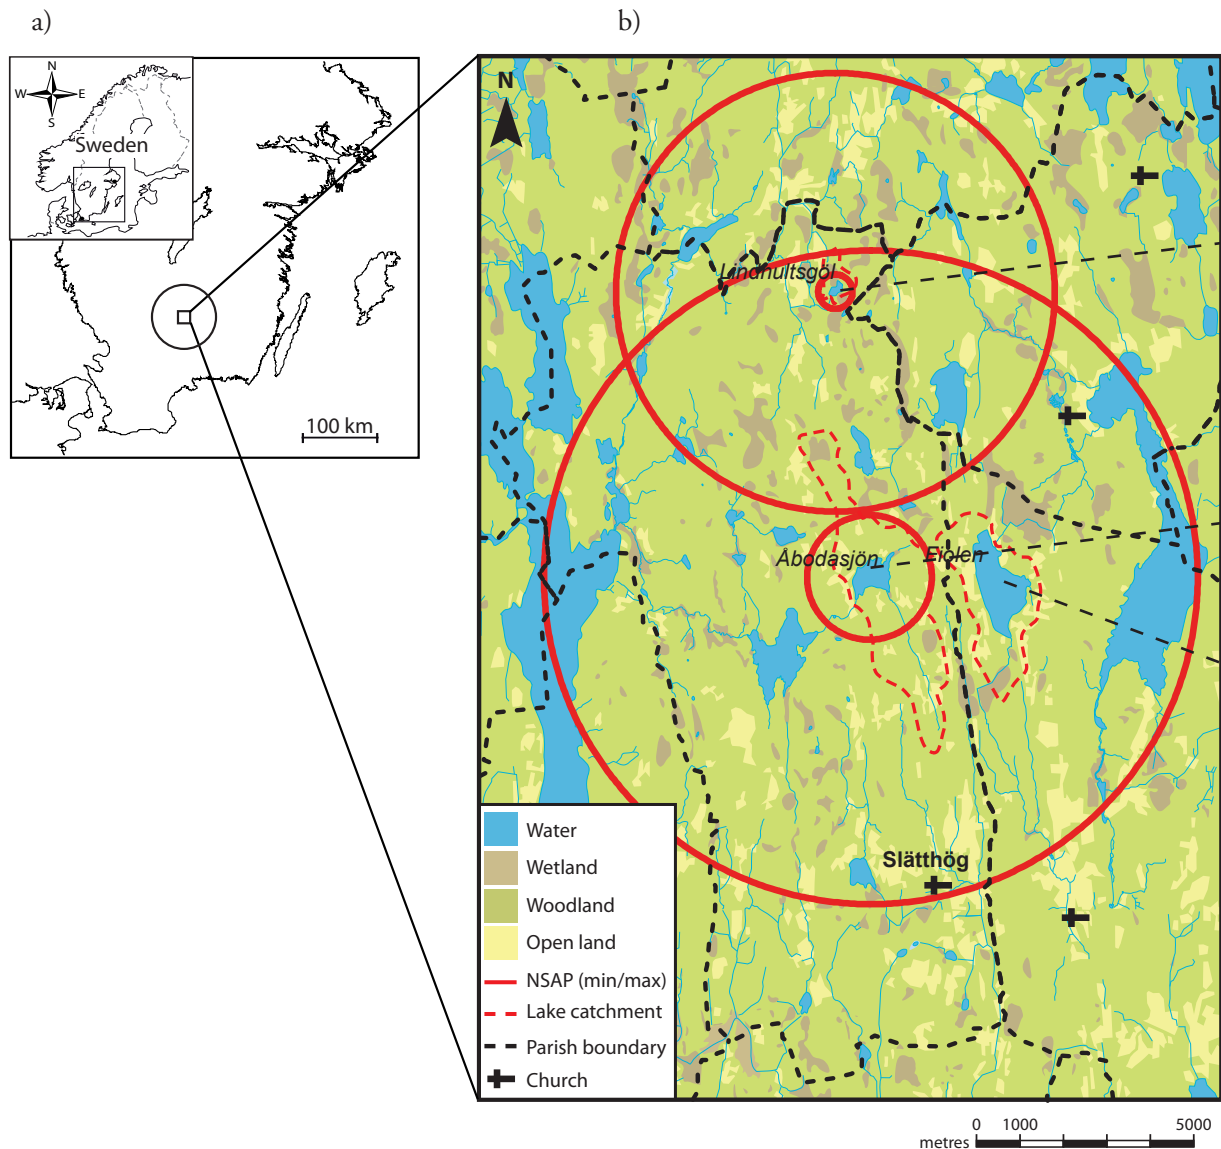 a)
b)
N
W
E
S
Sweden
100 km
N
Lindhultsgöl
Åbodasjön
Eiolen
Slätthög
Water
Wetland
Woodland
Open land
NSAP (min/max)
Lake catchment
Parish boundary
Church
0 1000 5000
metres